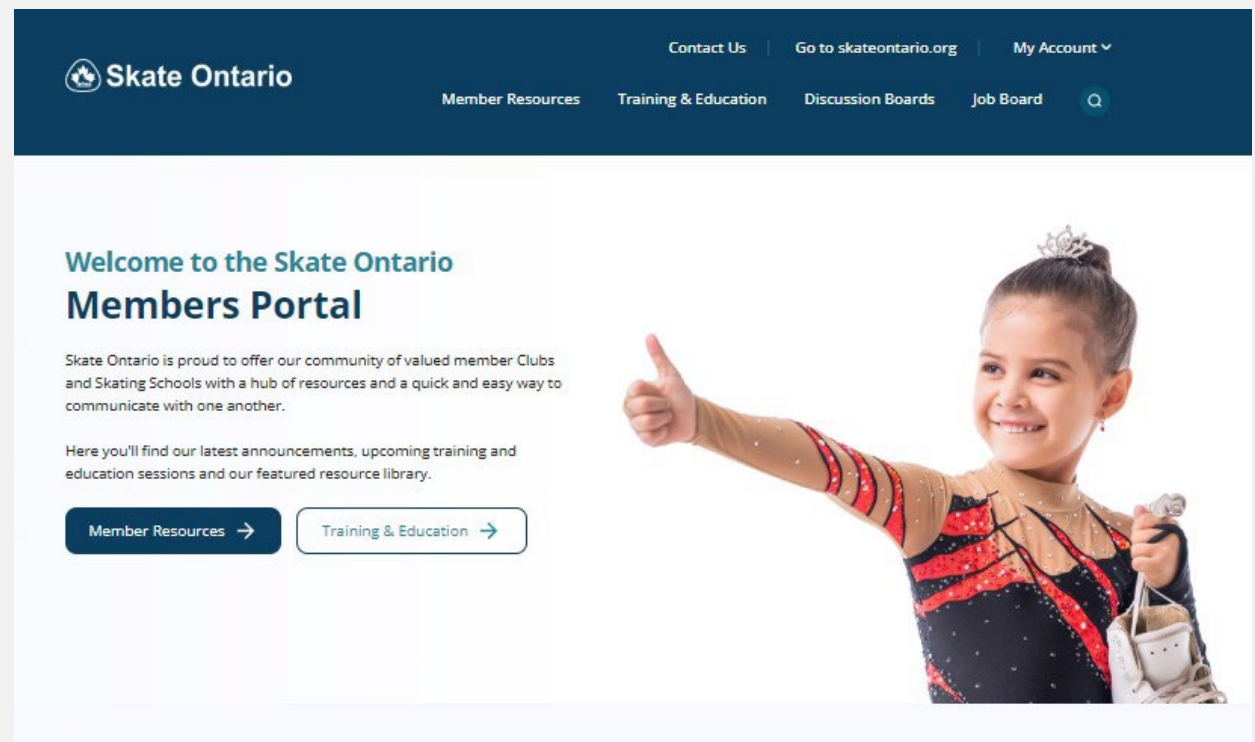 Contact Us
Go to skateontario.org
My Account
Skate Ontario
Member Resources
Training & Education
Discussion Boards
Job Board
Welcome to the Skate Ontario
Members Portal
Skate Ontario is proud to offer our community of valued member Clubs
and Skating Schools with a hub of resources and a quick and easy way to
communicate with one another.
Here you'll find our latest announcements, upcoming training and
education sessions and our featured resource library.
Member Resources
Training & Education